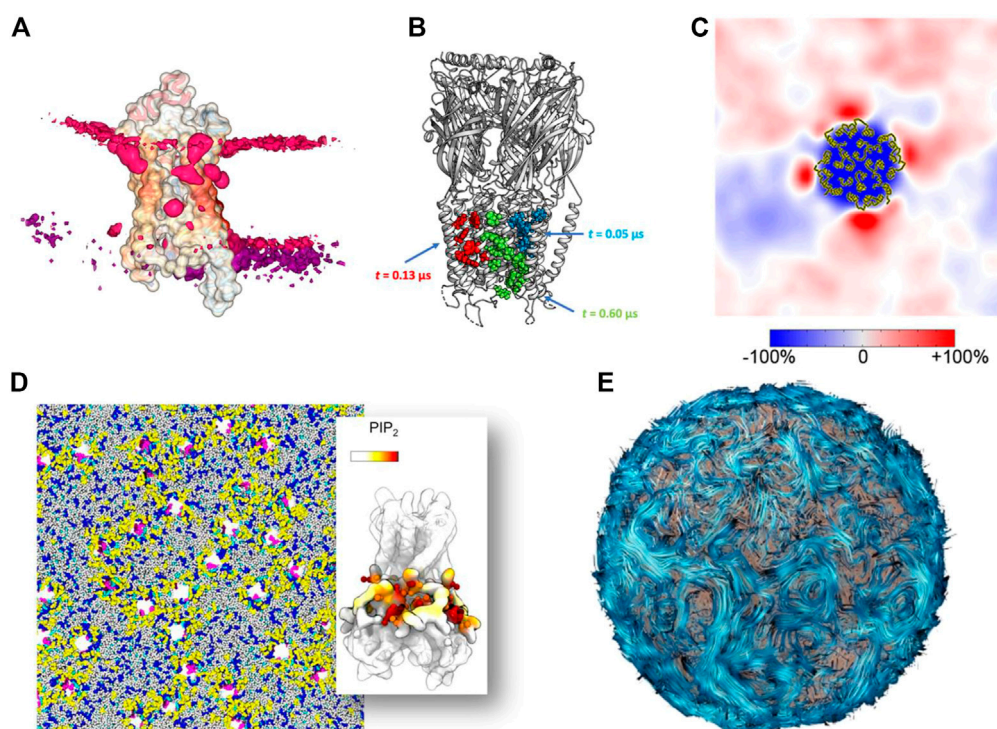 A
B
C
t = 0.13 µs
t = 0.05 µs
t = 0.60 µs
-100%
0
+100%
D
E
PIP₂